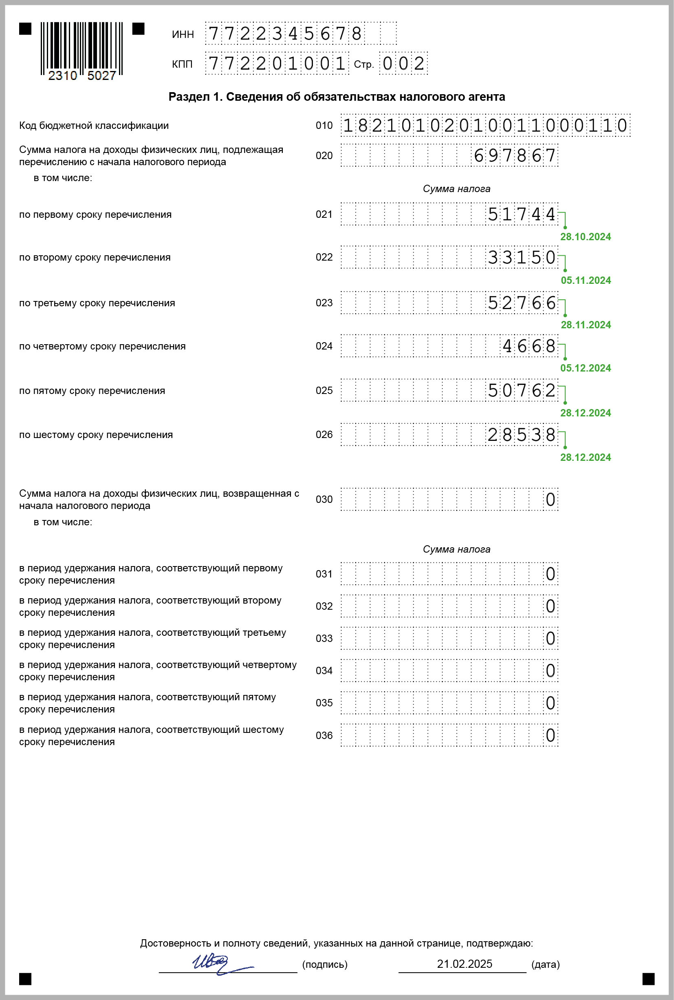 ИНН 7722345678
КПП 772201001 Стр. 002
2310 5027
Раздел 1. Сведения об обязательствах налогового агента
Код бюджетной классификации 010 18210102010011000110
Сумма налога на доходы физических лиц, подлежащая
перечислению с начала налогового периода 020 697867
в том числе:
Сумма налога
по первому сроку перечисления 021 51744
28.10.2024
по второму сроку перечисления 022 33150
05.11.2024
по третьему сроку перечисления 023 52766
28.11.2024
по четвертому сроку перечисления 024 4668
05.12.2024
по пятому сроку перечисления 025 50762
28.12.2024
по шестому сроку перечисления 026 28538
28.12.2024
Сумма налога на доходы физических лиц, возвращенная с
начала налогового периода 030 0
в том числе:
Сумма налога
в период удержания налога, соответствующий первому
сроку перечисления 031 0
в период удержания налога, соответствующий второму
сроку перечисления 032 0
в период удержания налога, соответствующий третьему
сроку перечисления 033 0
в период удержания налога, соответствующий четвертому
сроку перечисления 034 0
в период удержания налога, соответствующий пятому
сроку перечисления 035 0
в период удержания налога, соответствующий шестому
сроку перечисления 036 0
Достоверность и полноту сведений, указанных на данной странице, подтверждаю:
(подпись) 21.02.2025 (дата)